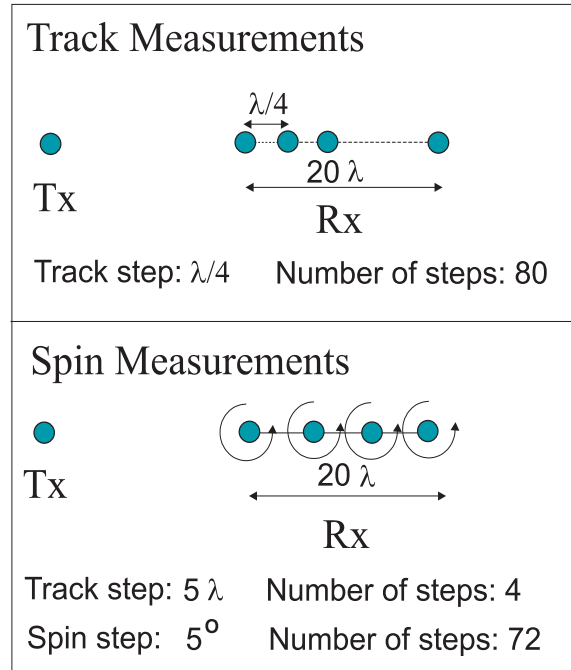 Track Measurements
λ/4
Tx
20 λ
Rx
Track step: λ/4 Number of steps: 80
Spin Measurements
Tx
20 λ
Rx
Track step: 5 λ Number of steps: 4
Spin step: 5° Number of steps: 72